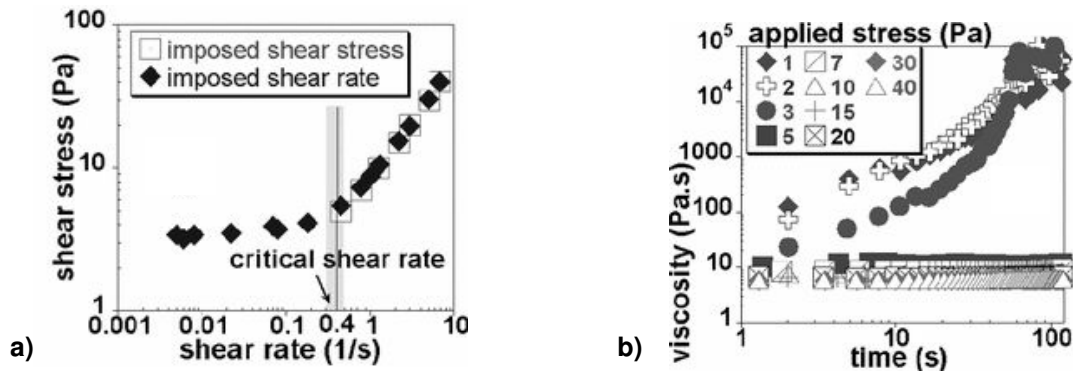 100
imposed shear stress
imposed shear rate
shear stress (Pa)
10
critical shear rate
1
0.001 0.01 0.1 0.4 1 10
shear rate (1/s)
a)
applied stress (Pa)
1 7 30
2 10 40
3 15
5 20
viscosity (Pa.s)
10⁵
10⁴
1000
100
10
1
1 10 100
time (s)
b)